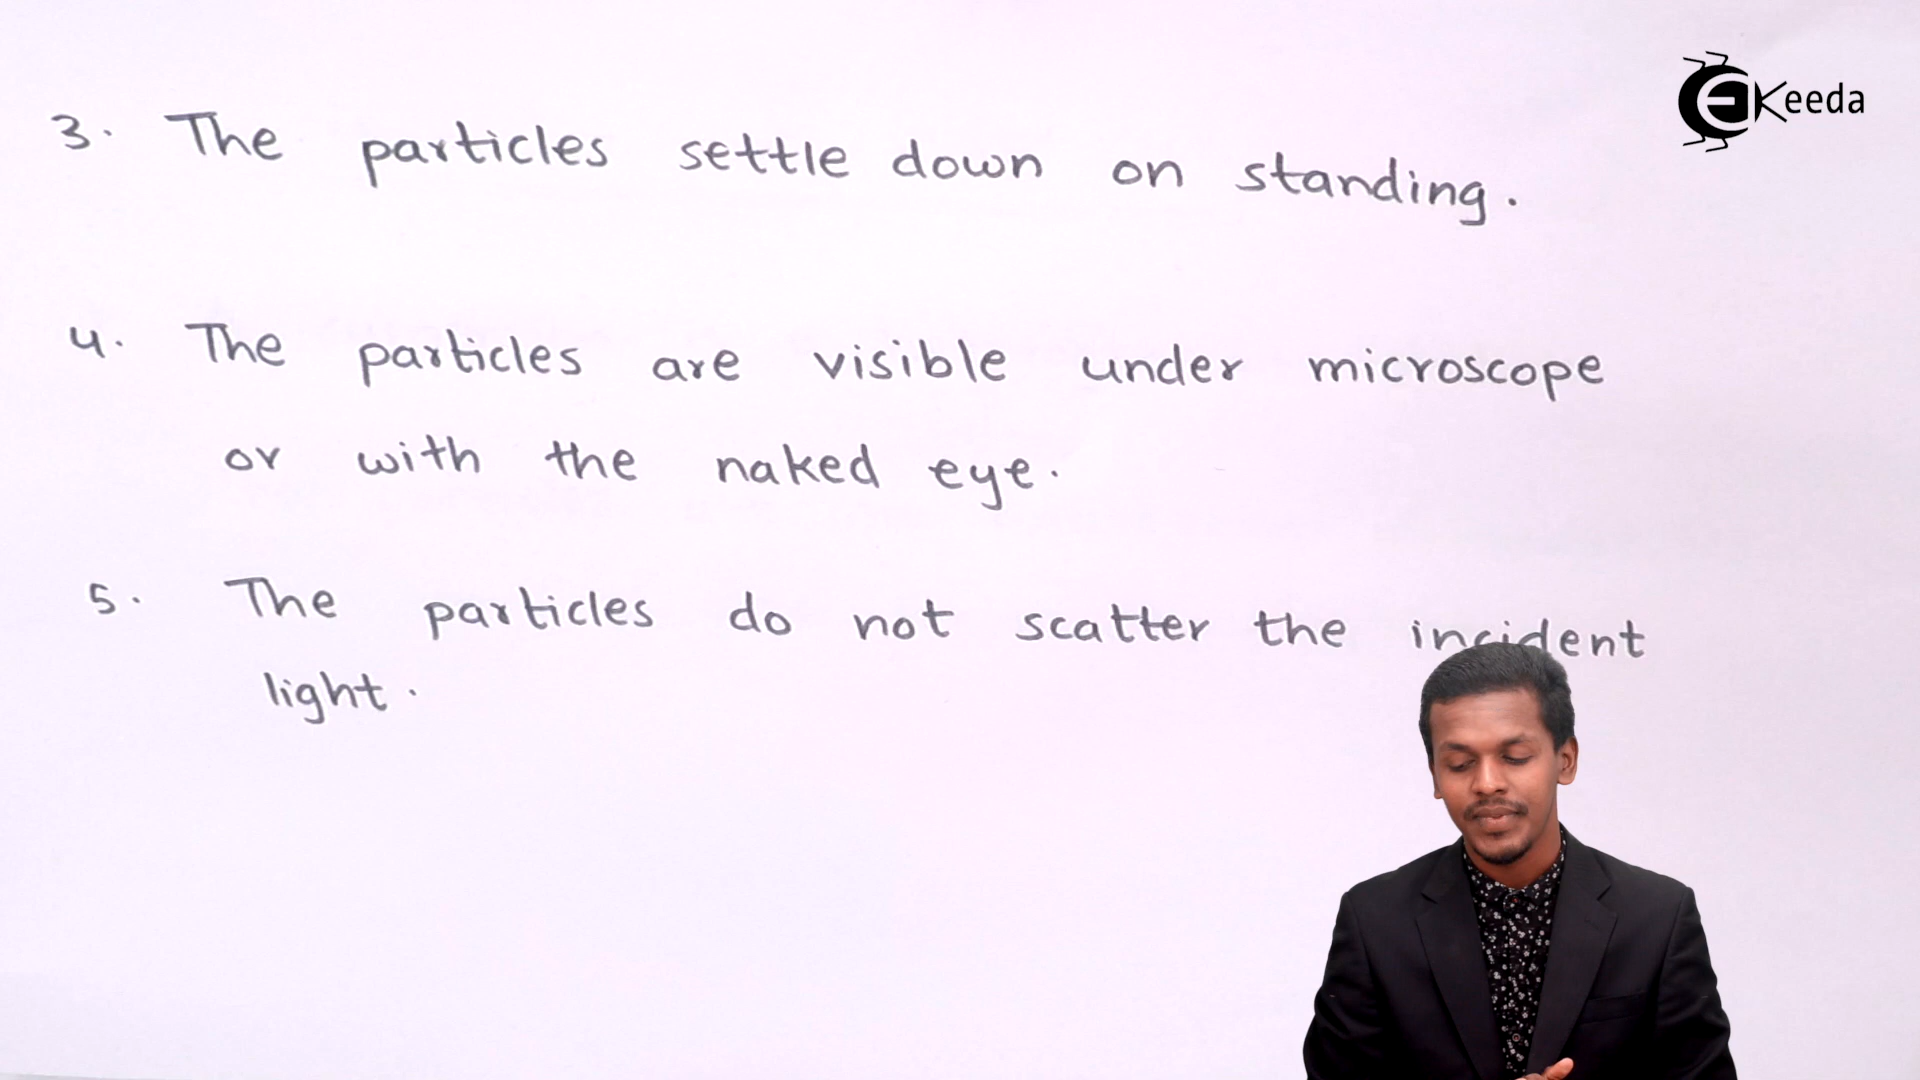 EKeeda
3. The particles settle down on standing.
4. The particles are visible under microscope
or with the naked eye.
5. The particles do not scatter the incident
light.